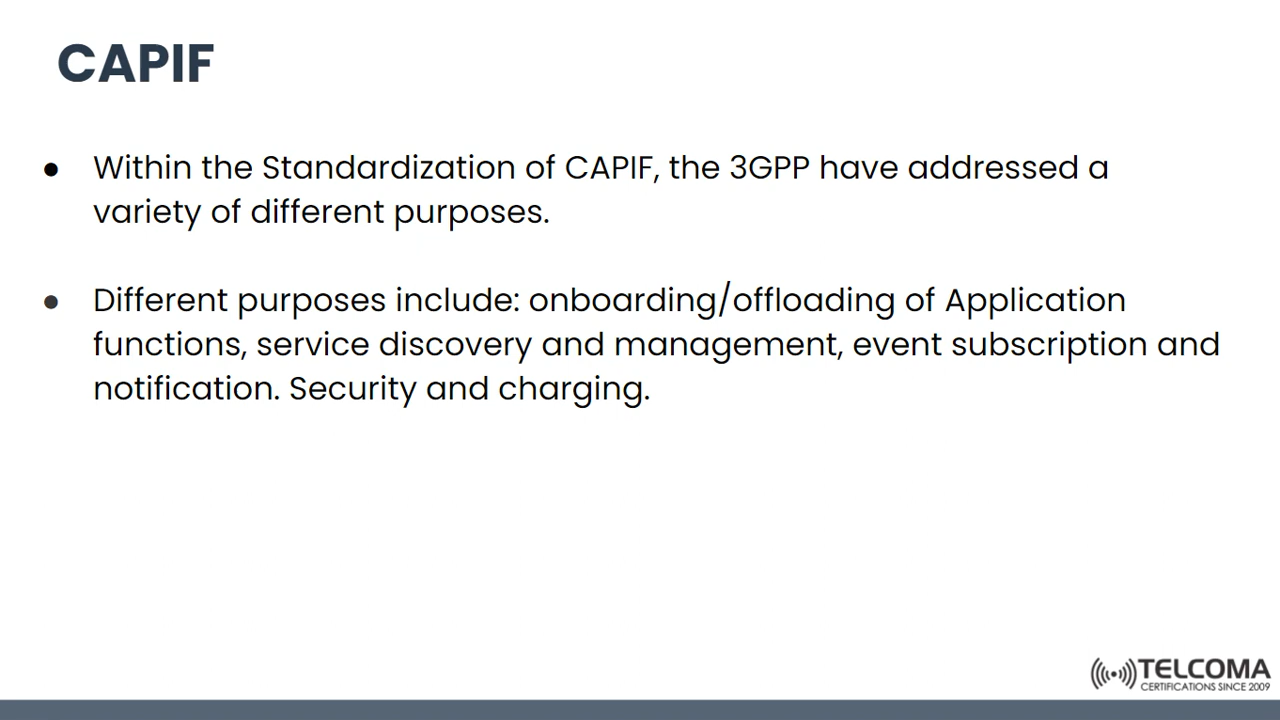 CAPIF
● Within the Standardization of CAPIF, the 3GPP have addressed a
variety of different purposes.
● Different purposes include: onboarding/offloading of Application
functions, service discovery and management, event subscription and
notification. Security and charging.
TELCOMA
CERTIFICATIONS SINCE 2009